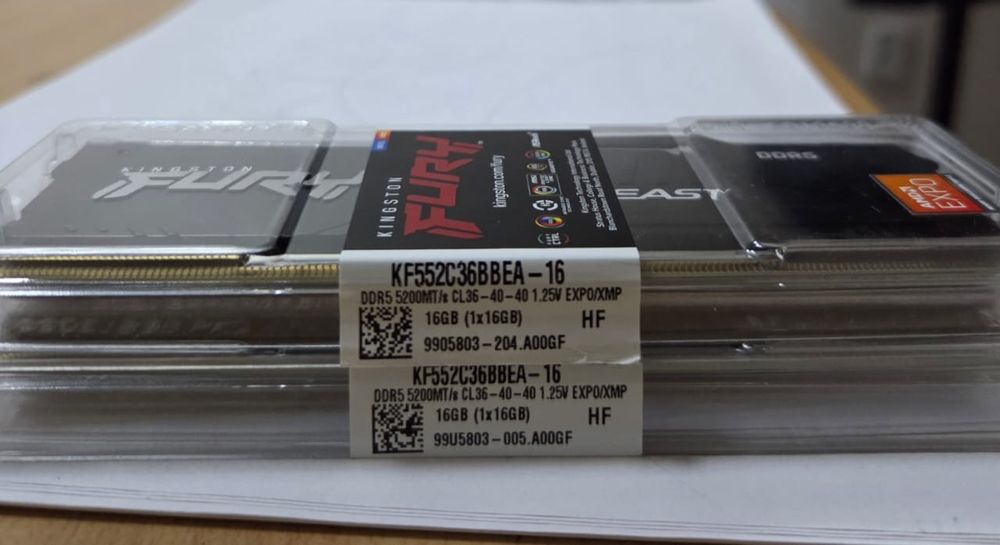 KINGSTON
FURY
KINGSTON
FURY
kingston.com/fury
BEAST
DDR5
AMD
EXPO
KF552C36BBEA-16
DDR5 5200MT/s CL36-40-40 1.25V EXPO/XMP
16GB (1x16GB) HF
9905803-204.A00GF
KF552C36BBEA-16
DDR5 5200MT/s CL36-40-40 1.25V EXPO/XMP
16GB (1x16GB) HF
99U5803-005.A00GF